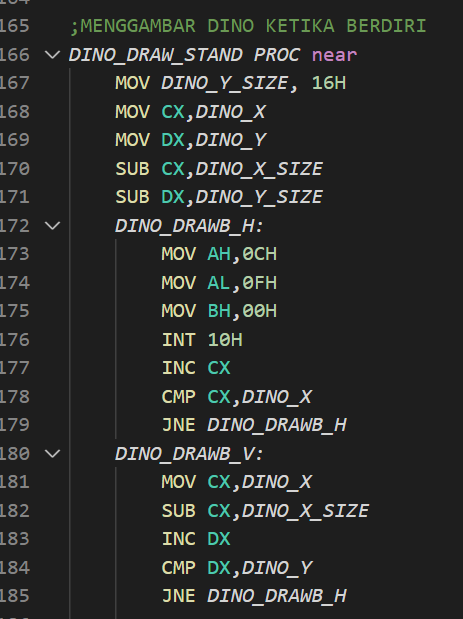 165 ;MENGGAMBAR DINO KETIKA BERDIRI
166 DINO_DRAW_STAND PROC near
167 MOV DINO_Y_SIZE, 16H
168 MOV CX,DINO_X
169 MOV DX,DINO_Y
170 SUB CX,DINO_X_SIZE
171 SUB DX,DINO_Y_SIZE
172 DINO_DRAWB_H:
173 MOV AH,0CH
174 MOV AL,0FH
175 MOV BH,00H
176 INT 10H
177 INC CX
178 CMP CX,DINO_X
179 JNE DINO_DRAWB_H
180 DINO_DRAWB_V:
181 MOV CX,DINO_X
182 SUB CX,DINO_X_SIZE
183 INC DX
184 CMP DX,DINO_Y
185 JNE DINO_DRAWB_H